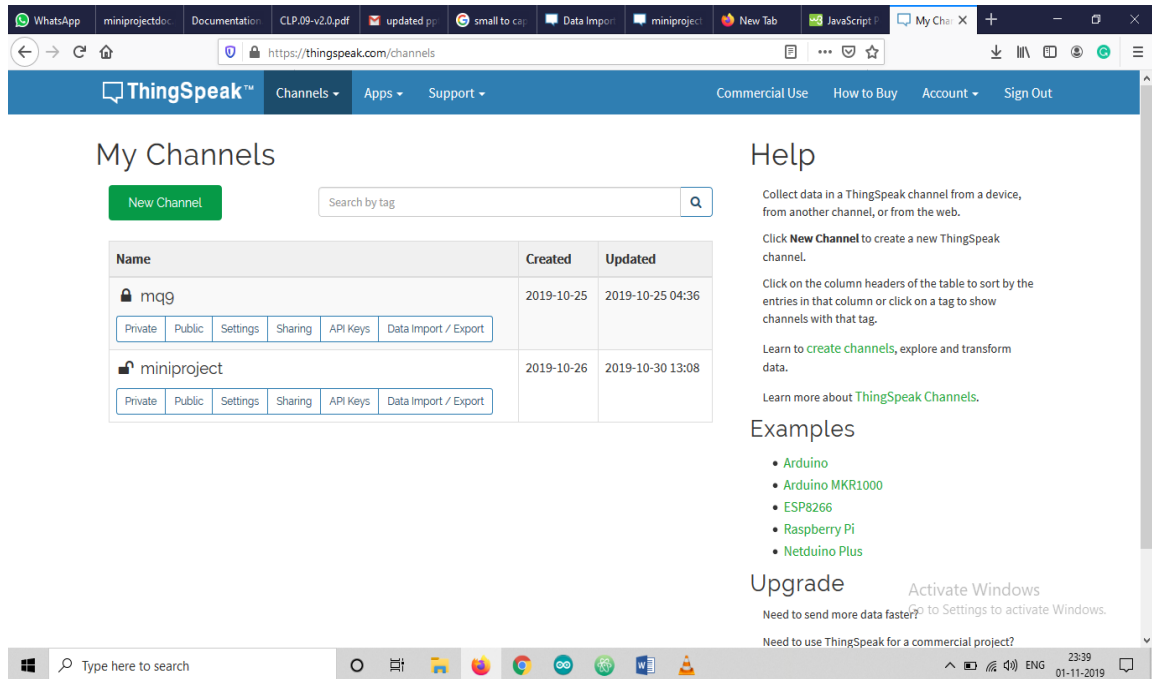 WhatsApp miniprojectdoc. Documentation CLP.09-v2.0.pdf updated pp small to cap Data Import miniproject New Tab JavaScript P My Chan
https://thingspeak.com/channels
ThingSpeak™ Channels Apps Support Commercial Use How to Buy Account Sign Out
My Channels
New Channel
Search by tag
Name Created Updated
mq9 2019-10-25 2019-10-25 04:36
Private Public Settings Sharing API Keys Data Import / Export
miniproject 2019-10-26 2019-10-30 13:08
Private Public Settings Sharing API Keys Data Import / Export
Help
Collect data in a ThingSpeak channel from a device,
from another channel, or from the web.
Click New Channel to create a new ThingSpeak
channel.
Click on the column headers of the table to sort by the
entries in that column or click on a tag to show
channels with that tag.
Learn to create channels, explore and transform
data.
Learn more about ThingSpeak Channels.
Examples
Arduino
Arduino MKR1000
ESP8266
Raspberry Pi
Netduino Plus
Upgrade
Need to send more data faster?
Need to use ThingSpeak for a commercial project?
Activate Windows
Go to Settings to activate Windows.
Type here to search
ENG
23:39
01-11-2019